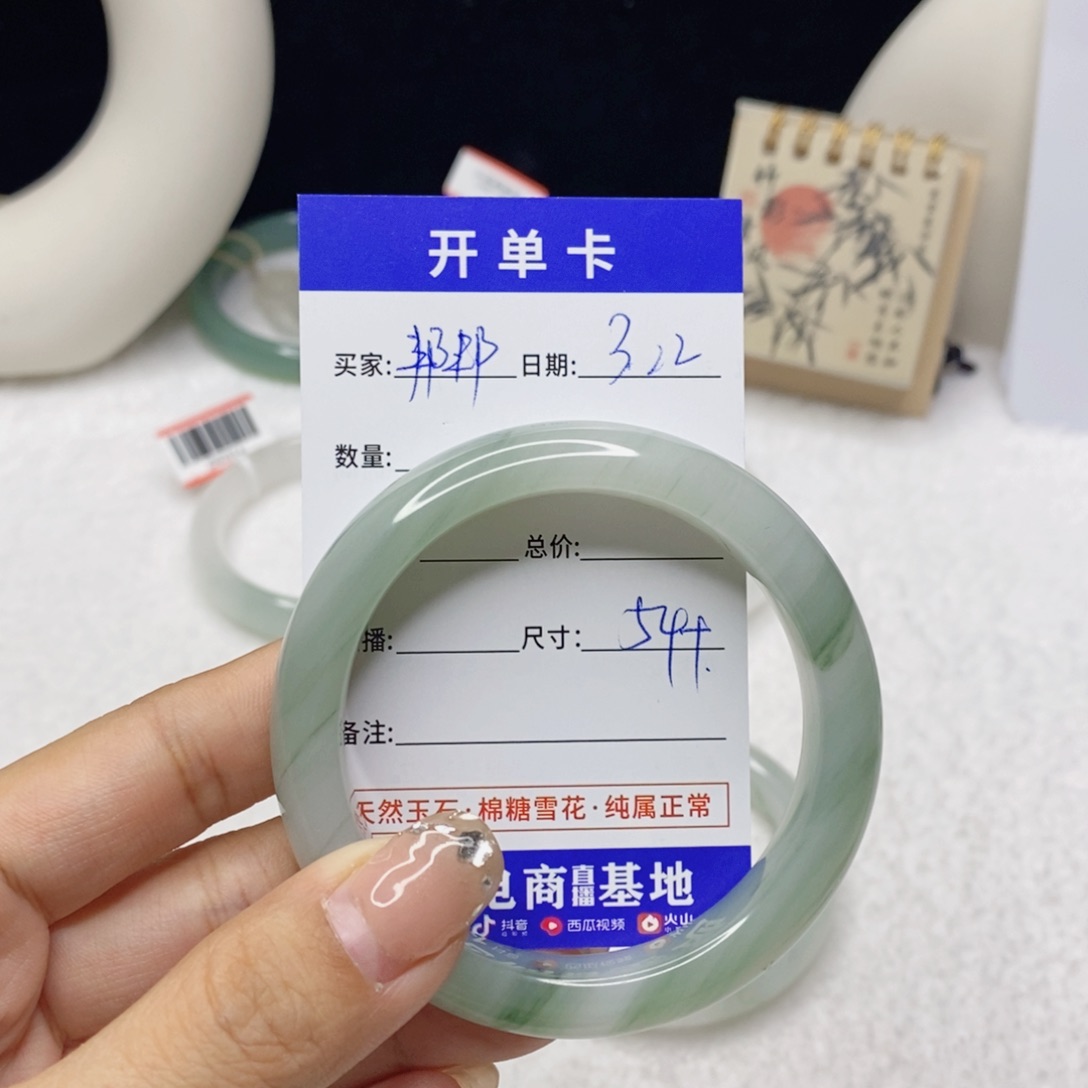 开单卡
买家: 邦邦 日期: 3.22
数量:
总价:
播: 尺寸: 54
备注:
天然玉石·棉糖雪花·纯属正常
电商直播基地
抖音 西瓜视频 火山